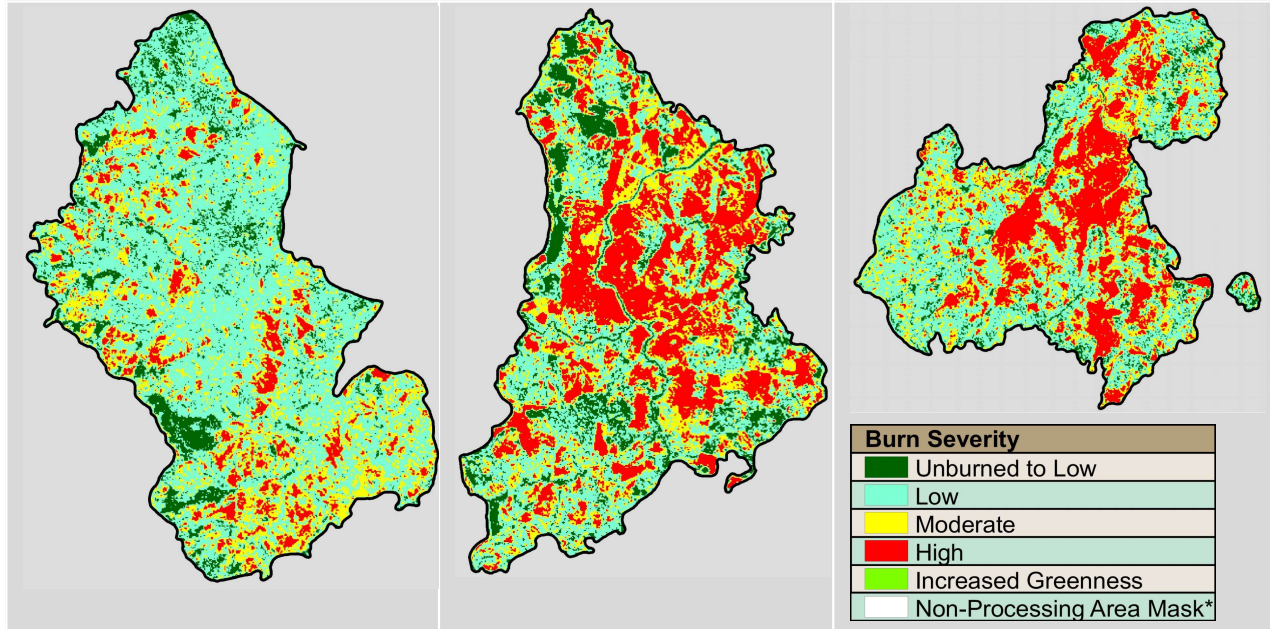 Burn Severity
Unburned to Low
Low
Moderate
High
Increased Greenness
Non-Processing Area Mask*